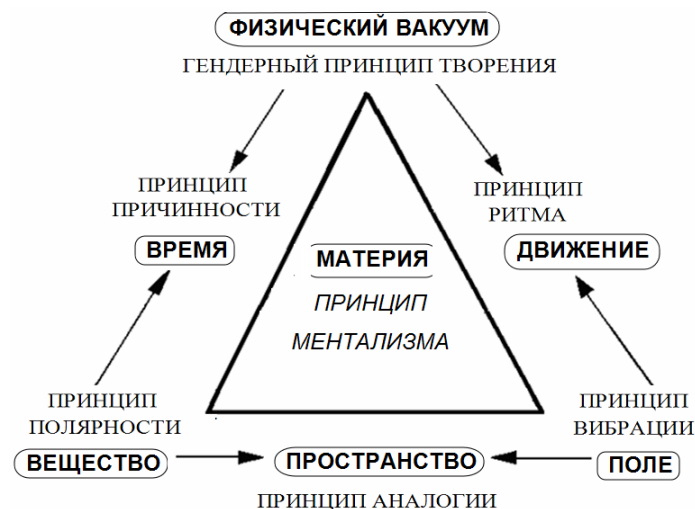 ФИЗИЧЕСКИЙ ВАКУУМ
ГЕНДЕРНЫЙ ПРИНЦИП ТВОРЕНИЯ
ПРИНЦИП
ПРИЧИННОСТИ
ВРЕМЯ
ПРИНЦИП
РИТМА
ДВИЖЕНИЕ
МАТЕРИЯ
ПРИНЦИП
МЕНТАЛИЗМА
ПРИНЦИП
ПОЛЯРНОСТИ
ВЕЩЕСТВО
ПРОСТРАНСТВО
ПРИНЦИП АНАЛОГИИ
ПРИНЦИП
ВИБРАЦИИ
ПОЛЕ